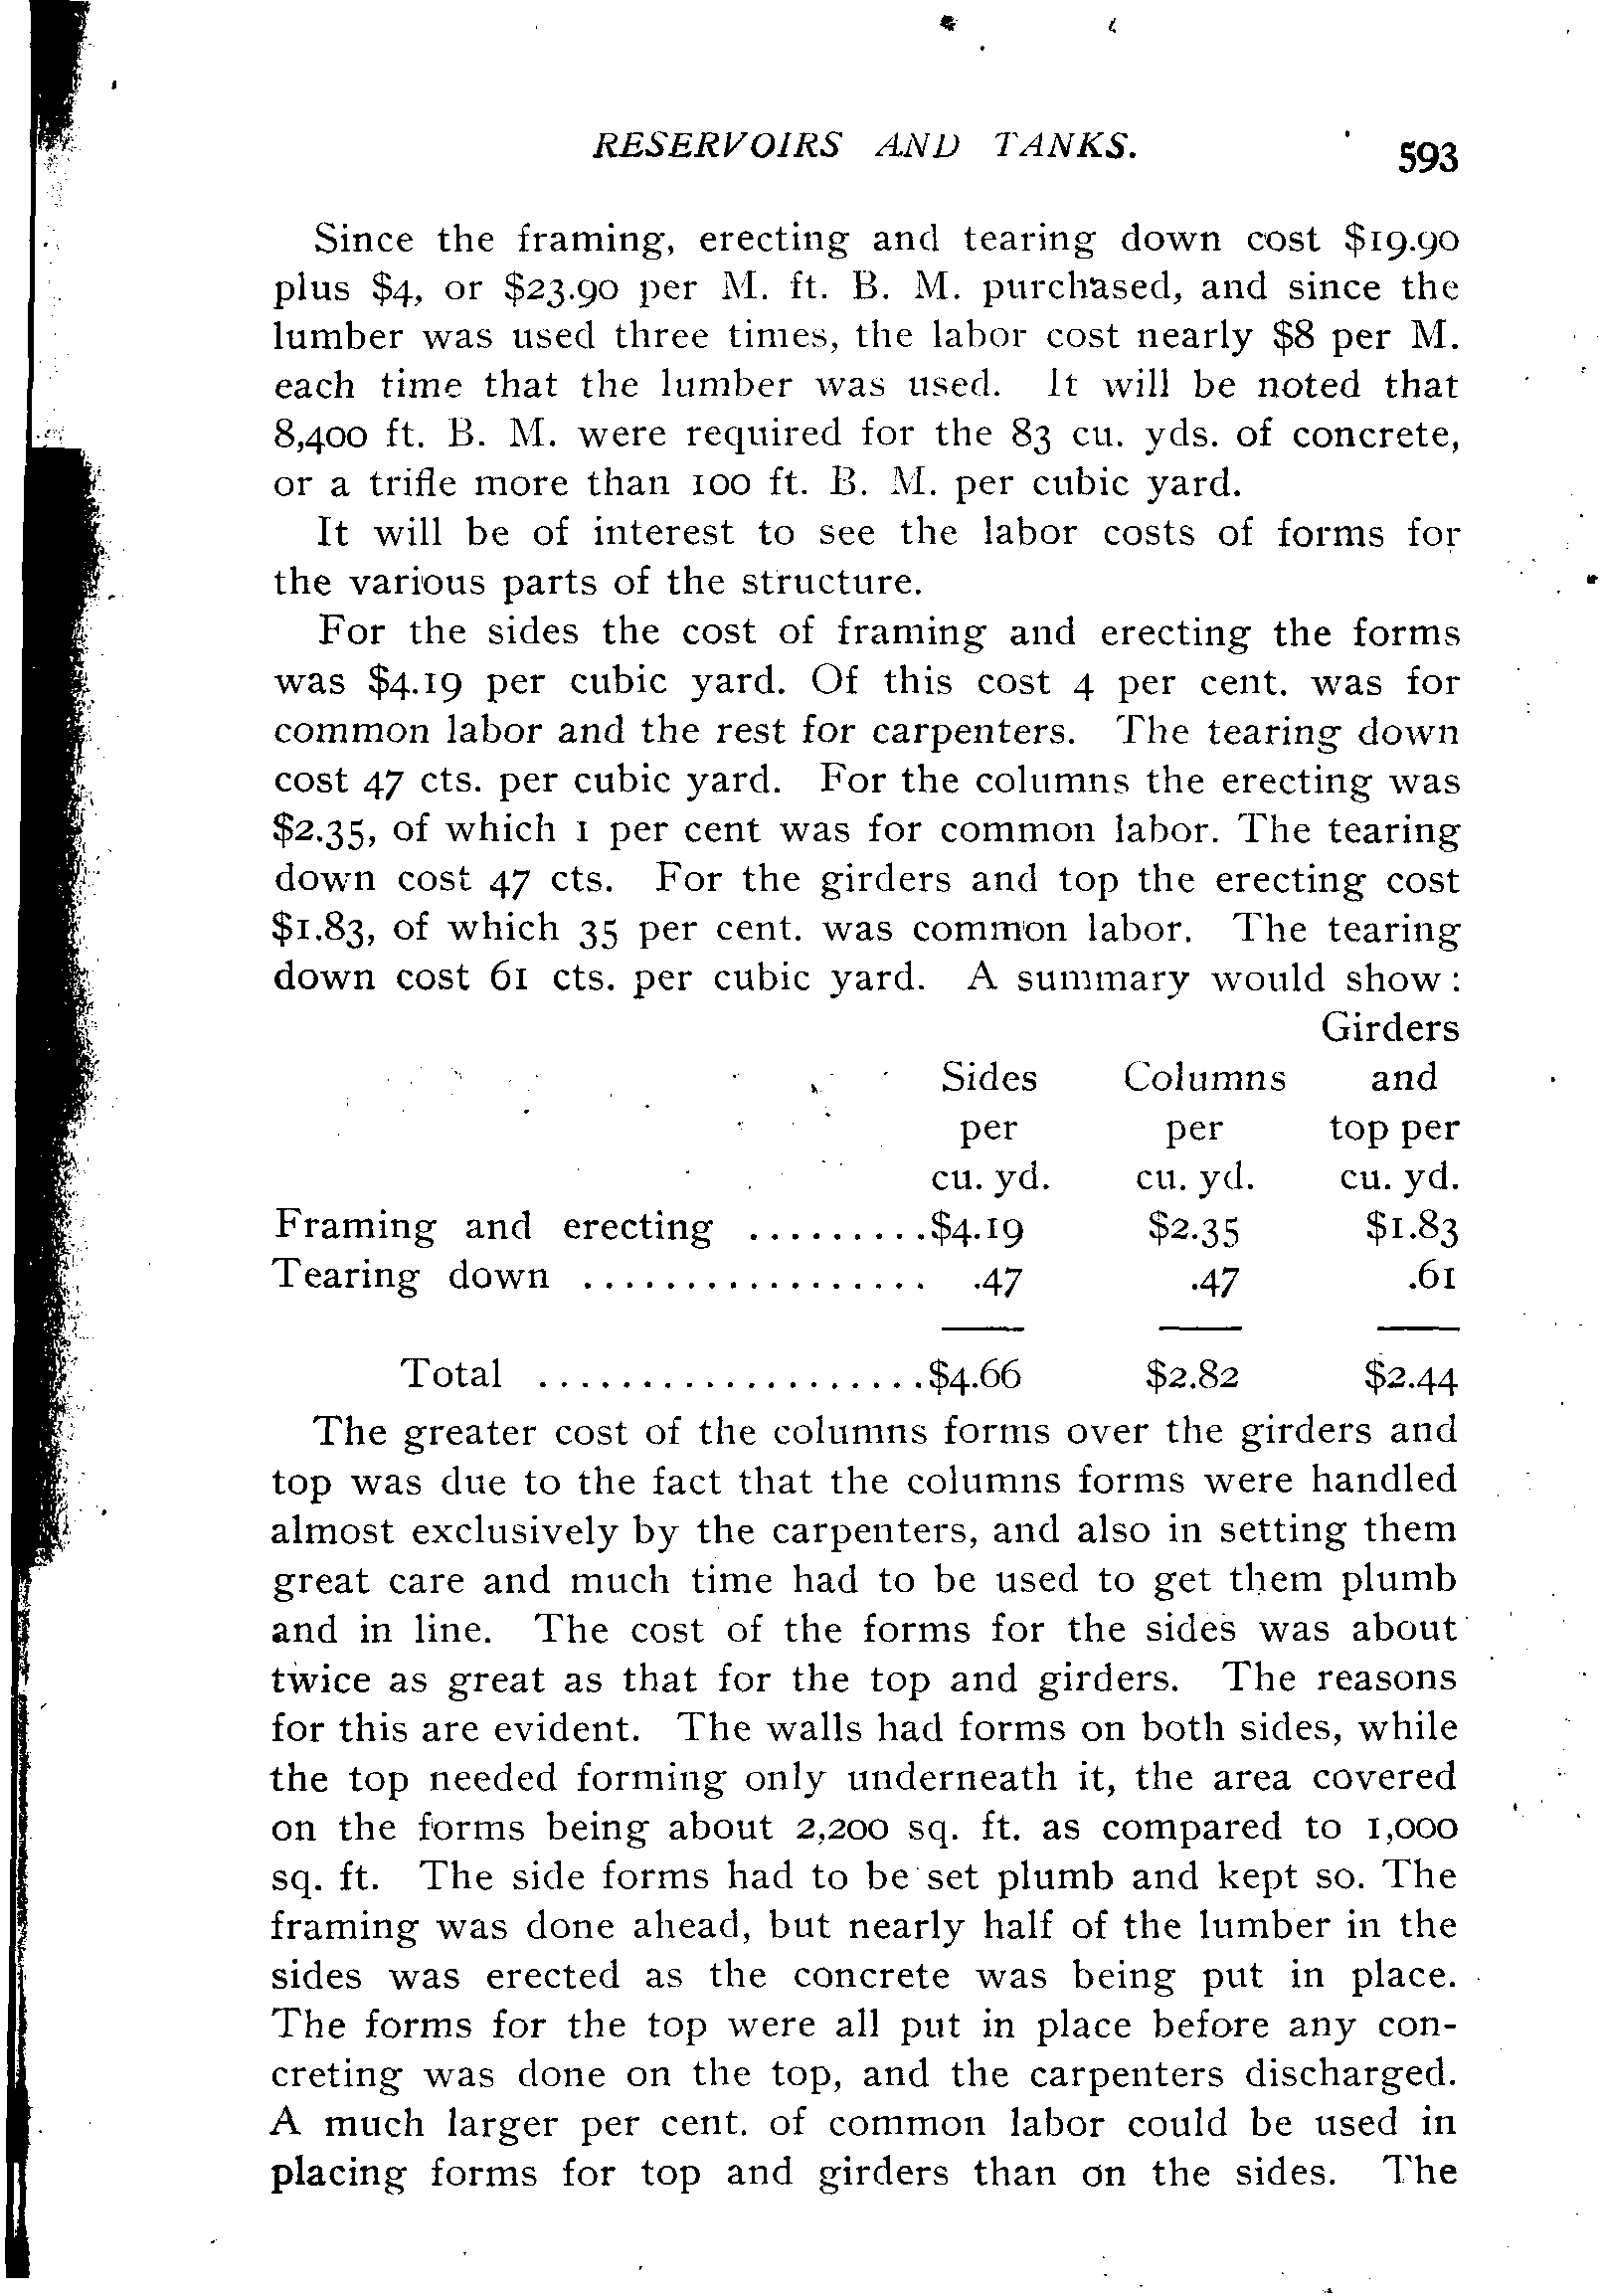 RESERVOIRS AND TANKS. 593
Since the framing, erecting and tearing down cost $19.90
plus $4, or $23.90 per M. ft. B. M. purchased, and since the
lumber was used three times, the labor cost nearly $8 per M.
each time that the lumber was used. It will be noted that
8,400 ft. B. M. were required for the 83 cu. yds. of concrete,
or a trifle more than 100 ft. B. M. per cubic yard.
It will be of interest to see the labor costs of forms for
the various parts of the structure.
For the sides the cost of framing and erecting the forms
was $4.19 per cubic yard. Of this cost 4 per cent. was for
common labor and the rest for carpenters. The tearing down
cost 47 cts. per cubic yard. For the columns the erecting was
$2.35, of which 1 per cent was for common labor. The tearing
down cost 47 cts. For the girders and top the erecting cost
$1.83, of which 35 per cent. was common labor. The tearing
down cost 61 cts. per cubic yard. A summary would show:
Girders
Sides Columns and
per per top per
cu. yd. cu. yd. cu. yd.
Framing and erecting .........$4.19 $2.35 $1.83
Tearing down ................. .47 .47 .61
Total ...................$4.66 $2.82 $2.44
The greater cost of the columns forms over the girders and
top was due to the fact that the columns forms were handled
almost exclusively by the carpenters, and also in setting them
great care and much time had to be used to get them plumb
and in line. The cost of the forms for the sides was about
twice as great as that for the top and girders. The reasons
for this are evident. The walls had forms on both sides, while
the top needed forming only underneath it, the area covered
on the forms being about 2,200 sq. ft. as compared to 1,000
sq. ft. The side forms had to be set plumb and kept so. The
framing was done ahead, but nearly half of the lumber in the
sides was erected as the concrete was being put in place.
The forms for the top were all put in place before any con-
creting was done on the top, and the carpenters discharged.
A much larger per cent. of common labor could be used in
placing forms for top and girders than on the sides. The